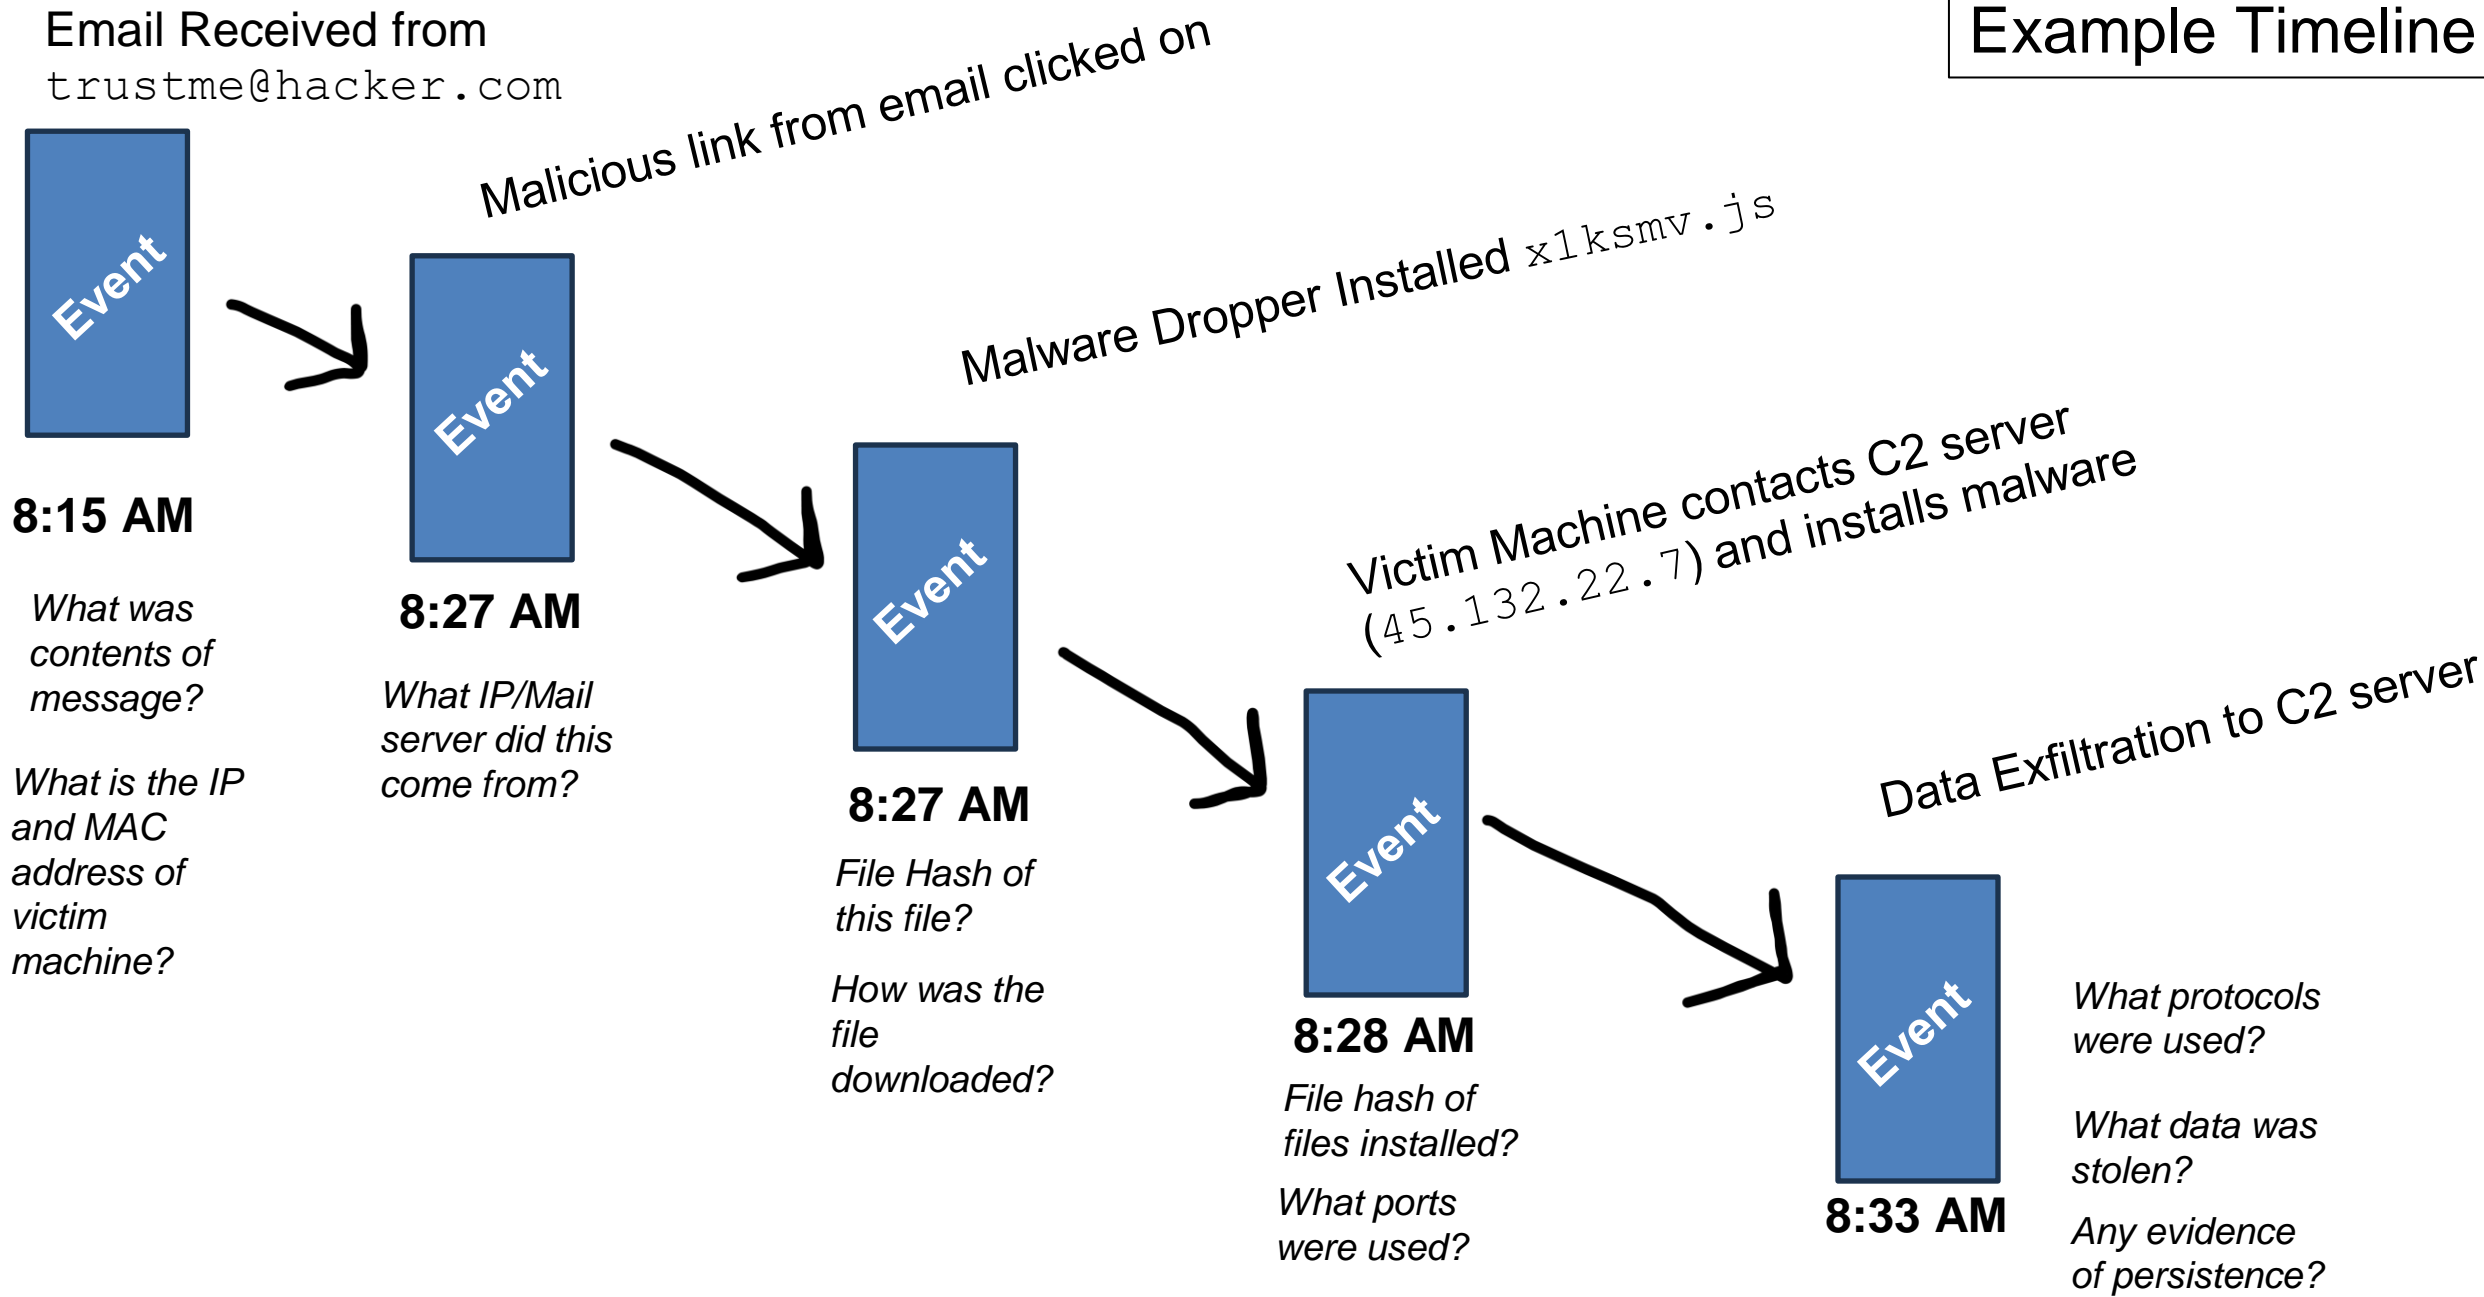 Example Timeline
Email Received from
trustme@hacker.com
Event
8:15 AM
What was
contents of
message?
What is the IP
and MAC
address of
victim
machine?
Malicious link from email clicked on
Event
8:27 AM
What IP/Mail
server did this
come from?
Malware Dropper Installed x1ksmv.js
Event
8:27 AM
File Hash of
this file?
How was the
file
downloaded?
Victim Machine contacts C2 server
(45.132.22.7) and installs malware
Event
8:28 AM
File hash of
files installed?
What ports
were used?
Data Exfiltration to C2 server
Event
8:33 AM
What protocols
were used?
What data was
stolen?
Any evidence
of persistence?